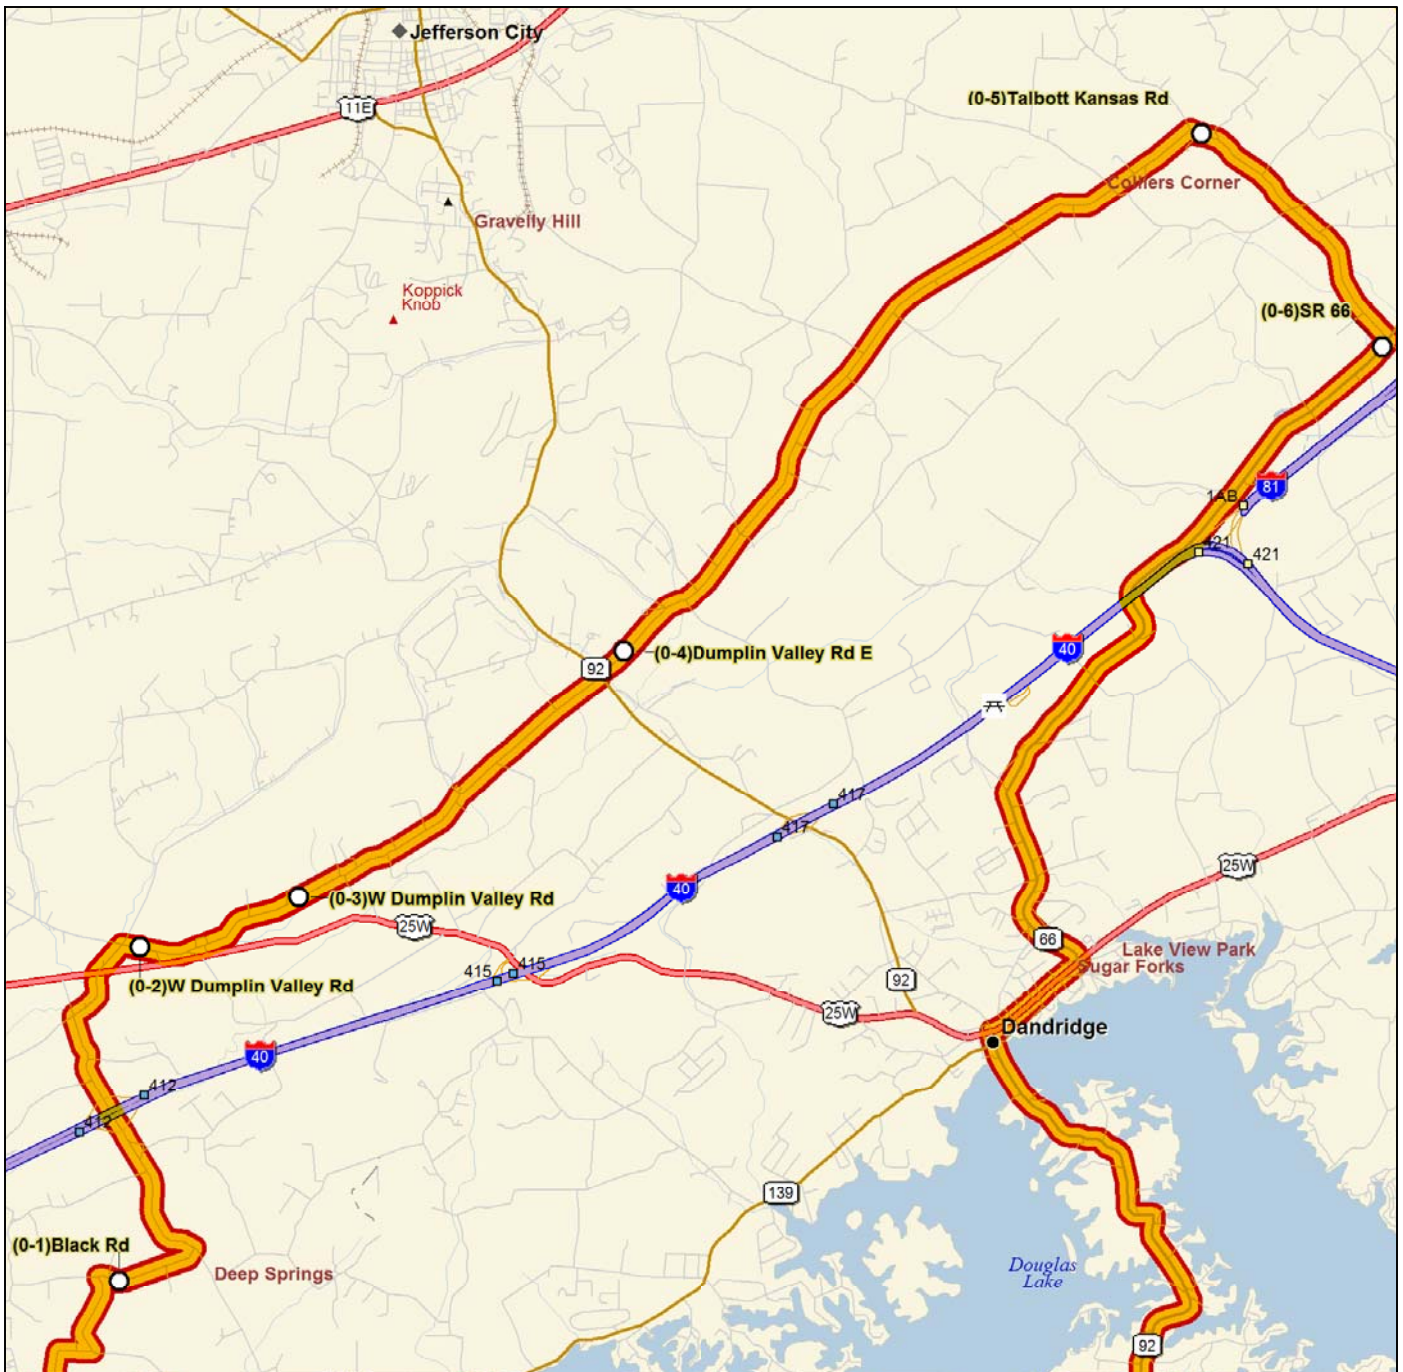 Jefferson City
11E
(0-5)Talbott Kansas Rd
Colliers Corner
Gravelly Hill
Koppick
Knob
(0-6)SR 66
81
1AB
421
421
40
(0-4)Dumplin Valley Rd E
92
417
417
40
25W
(0-3)W Dumplin Valley Rd
25W
66
Lake View Park
Sugar Forks
415
415
92
(0-2)W Dumplin Valley Rd
25W
Dandridge
40
412
412
139
(0-1)Black Rd
Deep Springs
Douglas
Lake
92